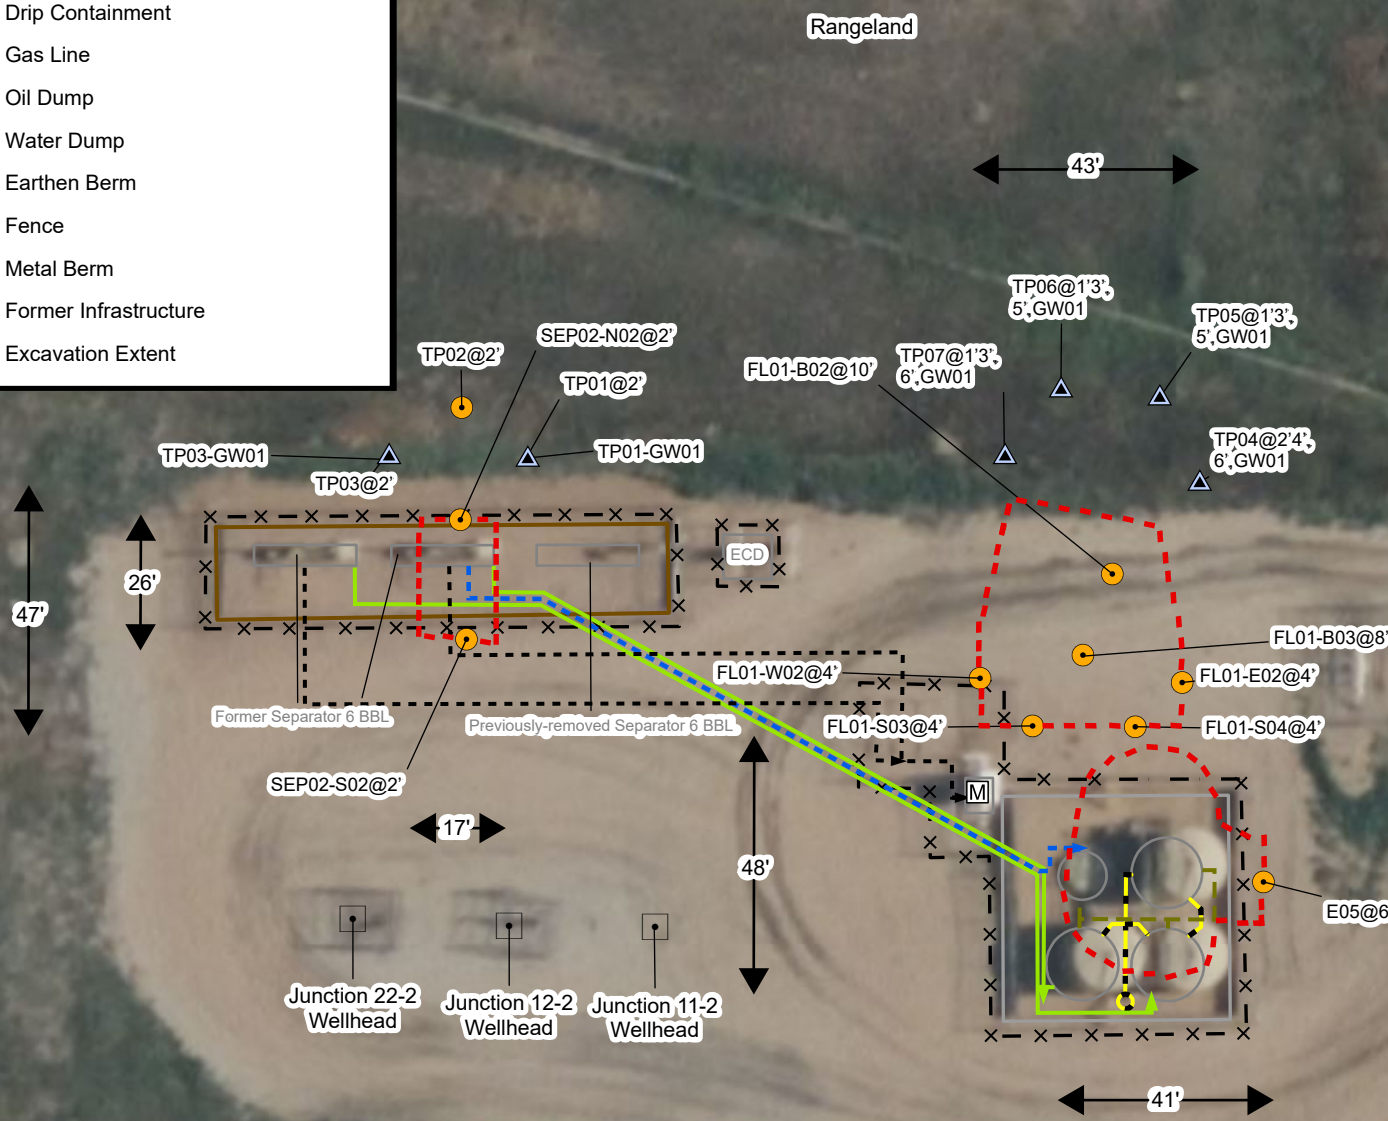 Drip Containment
Gas Line
Oil Dump
Water Dump
Earthen Berm
Fence
Metal Berm
Former Infrastructure
Excavation Extent
Rangeland
43'
TP06@1'3',
5',GW01
TP05@1'3',
5',GW01
SEP02-N02@2'
TP02@2'
TP01@2'
FL01-B02@10'
TP07@1'3',
6',GW01
TP04@2'4',
6',GW01
TP03-GW01
TP03@2'
TP01-GW01
ECD
26'
47'
FL01-B03@8'
FL01-W02@4'
FL01-E02@4'
Former Separator 6 BBL
Previously-removed Separator 6 BBL
FL01-S03@4'
FL01-S04@4'
SEP02-S02@2'
M
17'
48'
E05@6
Junction 22-2
Wellhead
Junction 12-2
Wellhead
Junction 11-2
Wellhead
41'